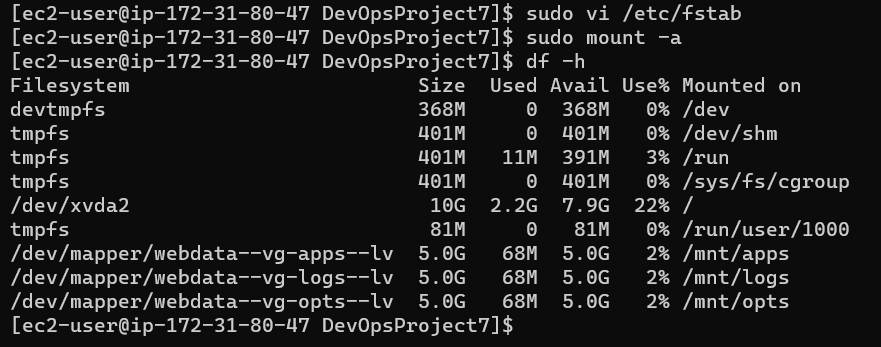 [ec2-user@ip-172-31-80-47 DevOpsProject7]$ sudo vi /etc/fstab
[ec2-user@ip-172-31-80-47 DevOpsProject7]$ sudo mount -a
[ec2-user@ip-172-31-80-47 DevOpsProject7]$ df -h
Filesystem                         Size  Used Avail Use% Mounted on
devtmpfs                           368M     0  368M   0% /dev
tmpfs                              401M     0  401M   0% /dev/shm
tmpfs                              401M   11M  391M   3% /run
tmpfs                              401M     0  401M   0% /sys/fs/cgroup
/dev/xvda2                          10G  2.2G  7.9G  22% /
tmpfs                               81M     0   81M   0% /run/user/1000
/dev/mapper/webdata--vg-apps--lv  5.0G   68M  5.0G   2% /mnt/apps
/dev/mapper/webdata--vg-logs--lv  5.0G   68M  5.0G   2% /mnt/logs
/dev/mapper/webdata--vg-opts--lv  5.0G   68M  5.0G   2% /mnt/opts
[ec2-user@ip-172-31-80-47 DevOpsProject7]$